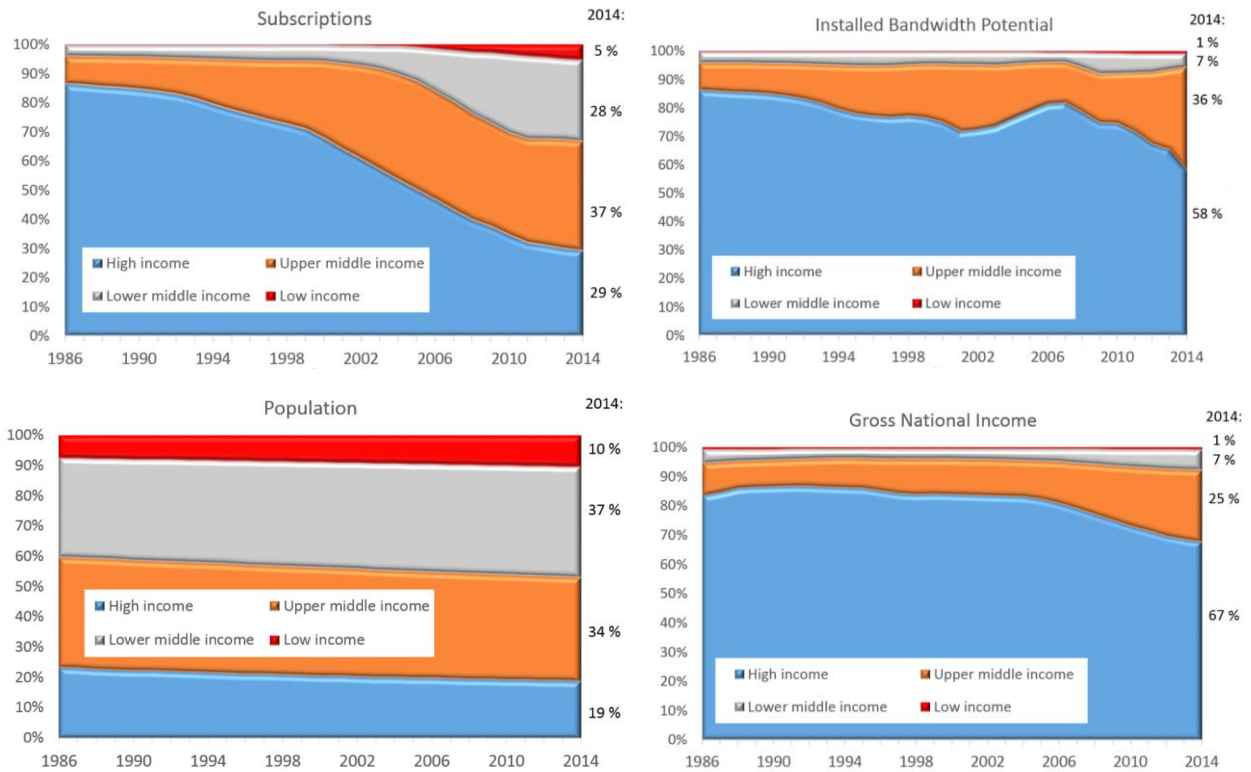 Subscriptions
2014:
100%
90%
80%
70%
60%
50%
40%
30%
20%
10%
0%
5 %
28 %
37 %
29 %
High income
Upper middle income
Lower middle income
Low income
1986 1990 1994 1998 2002 2006 2010 2014
Installed Bandwidth Potential
2014:
100%
90%
80%
70%
60%
50%
40%
30%
20%
10%
0%
1 %
7 %
36 %
58 %
High income
Upper middle income
Lower middle income
Low income
1986 1990 1994 1998 2002 2006 2010 2014
Population
2014:
100%
90%
80%
70%
60%
50%
40%
30%
20%
10%
0%
10 %
37 %
34 %
19 %
High income
Upper middle income
Lower middle income
Low income
1986 1990 1994 1998 2002 2006 2010 2014
Gross National Income
2014:
100%
90%
80%
70%
60%
50%
40%
30%
20%
10%
0%
1 %
7 %
25 %
67 %
High income
Upper middle income
Lower middle income
Low income
1986 1990 1994 1998 2002 2006 2010 2014